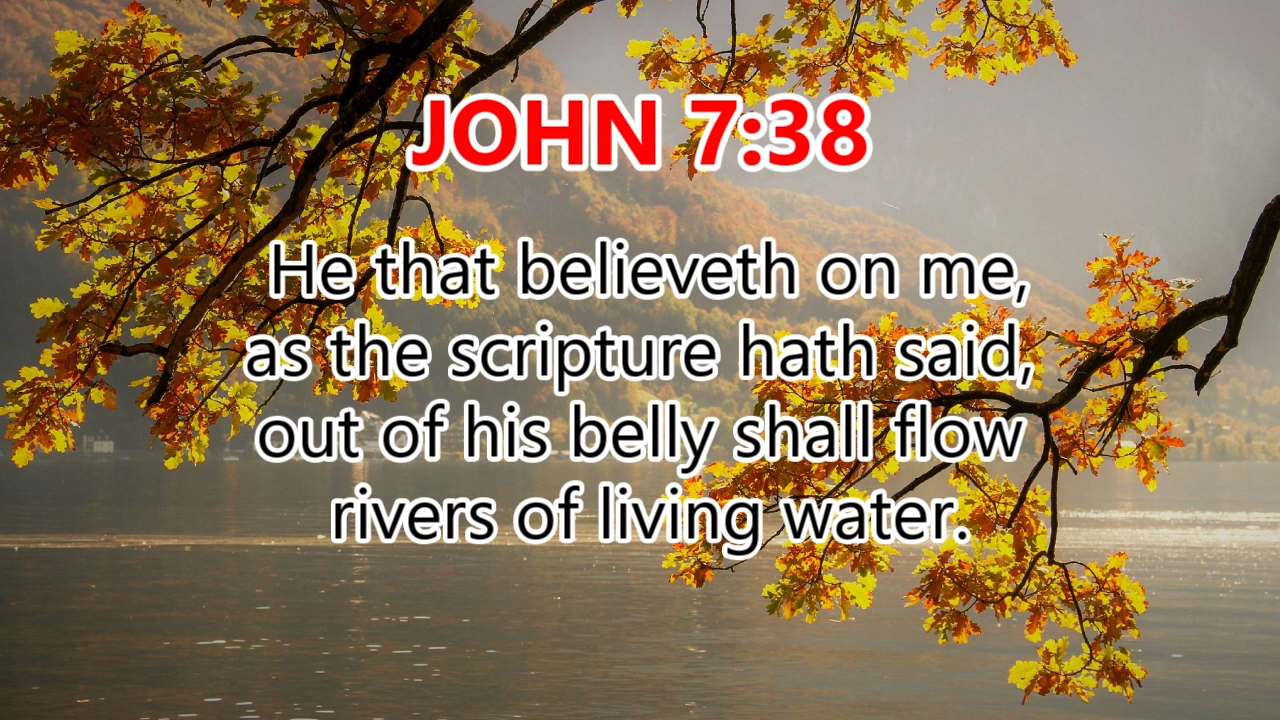 JOHN 7:38
He that believeth on me,
as the scripture hath said,
out of his belly shall flow
rivers of living water.